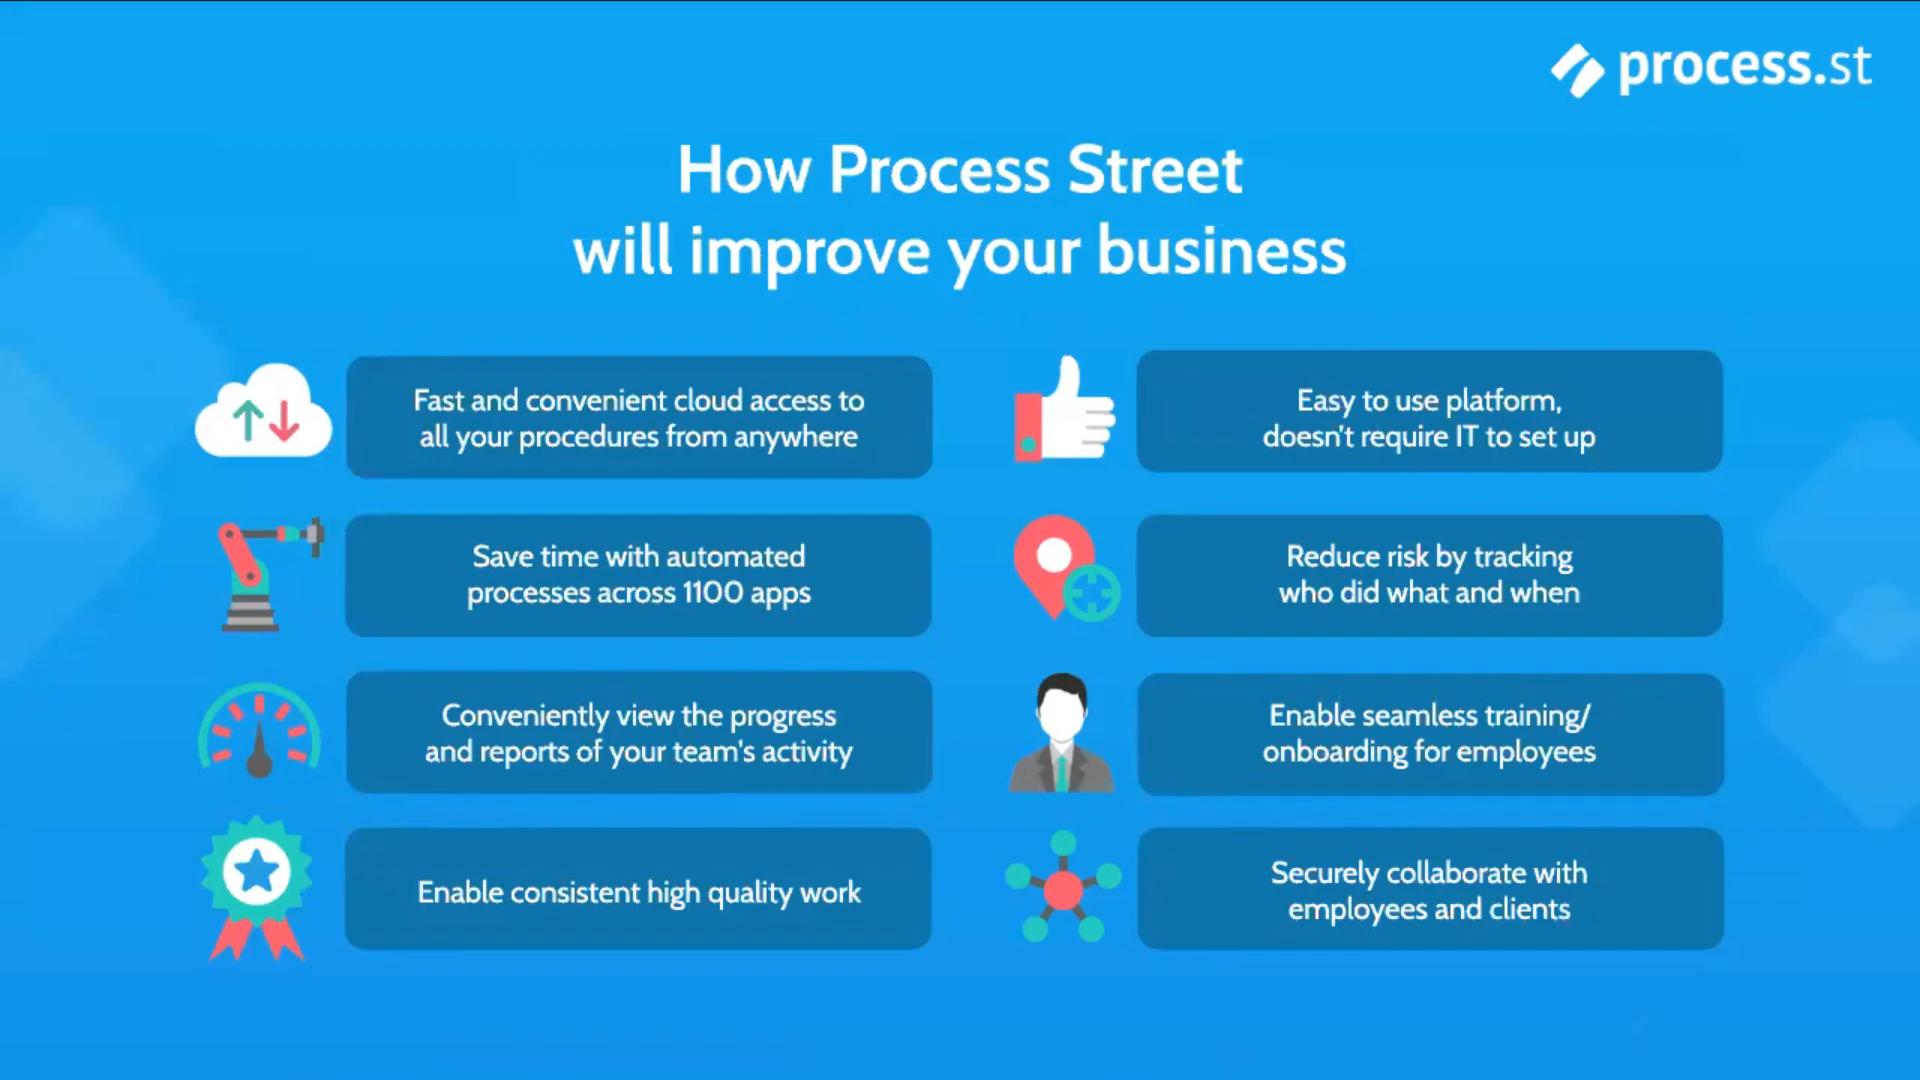 process.st
How Process Street
will improve your business
Fast and convenient cloud access to
all your procedures from anywhere
Easy to use platform,
doesn't require IT to set up
Save time with automated
processes across 1100 apps
Reduce risk by tracking
who did what and when
Conveniently view the progress
and reports of your team's activity
Enable seamless training/
onboarding for employees
Enable consistent high quality work
Securely collaborate with
employees and clients